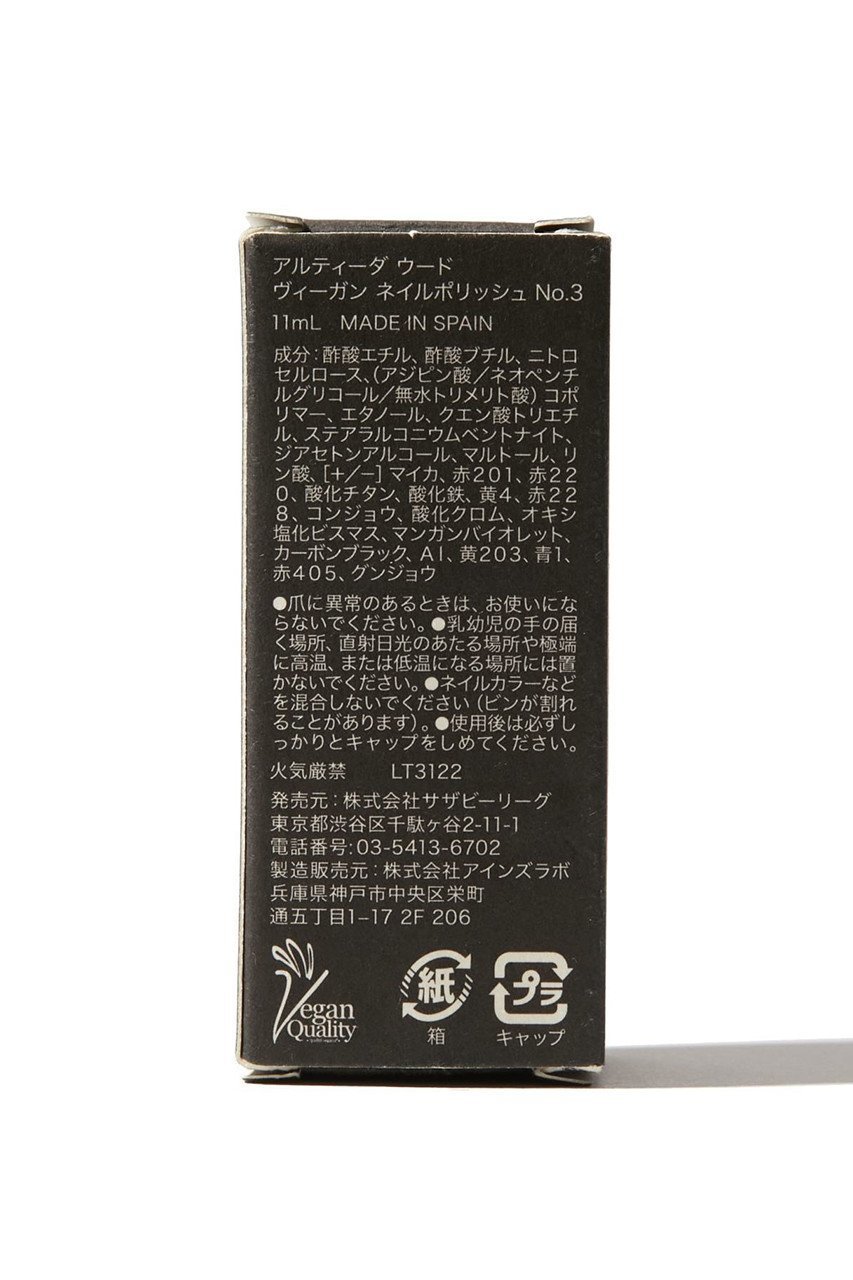 アルティーダ ウード
ヴィーガン ネイルポリッシュ No.3
11mL MADE IN SPAIN
成分：酢酸エチル、酢酸ブチル、ニトロ
セルロース、（アジピン酸／ネオペンチ
ルグリコール／無水トリメリト酸）コポ
リマー、エタノール、クエン酸トリエチ
ル、ステアラルコニウムベントナイト、
ジアセトンアルコール、マルトール、リ
ン酸、［＋／－］マイカ、赤２０１、赤２２
０、酸化チタン、酸化鉄、黄４、赤２２
８、コンジョウ、酸化クロム、オキシ
塩化ビスマス、マンガンバイオレット、
カーボンブラック、Ａｌ、黄２０３、青１、
赤４０５、グンジョウ
●爪に異常のあるときは、お使いにな
らないでください。●乳幼児の手の届
く場所、直射日光のあたる場所や極端
に高温、または低温になる場所には置
かないでください。●ネイルカラーなど
を混合しないでください（ビンが割れ
ることがあります）。●使用後は必ずし
っかりとキャップをしめてください。
火気厳禁 LT3122
発売元：株式会社サザビーリーグ
東京都渋谷区千駄ヶ谷2-11-1
電話番号:03-5413-6702
製造販売元：株式会社アインズラボ
兵庫県神戸市中央区栄町
通五丁目1-17 2F 206
Vegan
Quality
紙
箱
プラ
キャップ